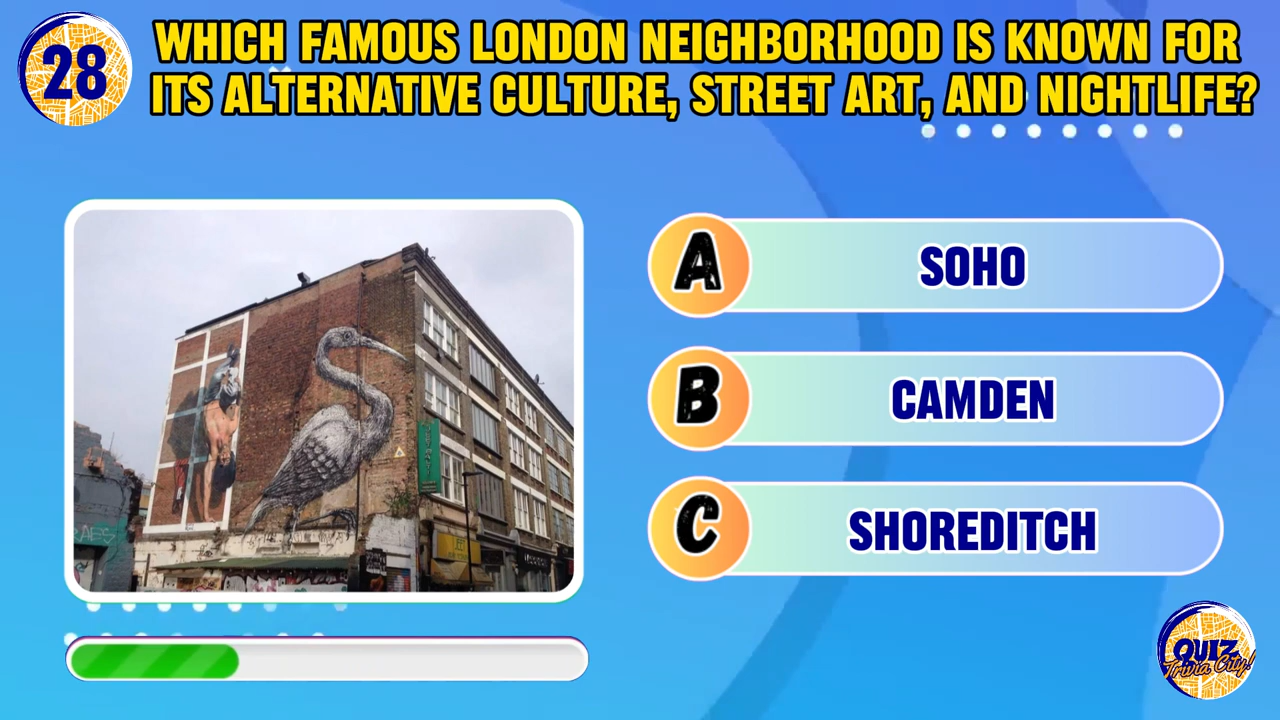 28
WHICH FAMOUS LONDON NEIGHBORHOOD IS KNOWN FOR
ITS ALTERNATIVE CULTURE, STREET ART, AND NIGHTLIFE?
A SOHO
B CAMDEN
C SHOREDITCH
QUIZ
Trivia City!